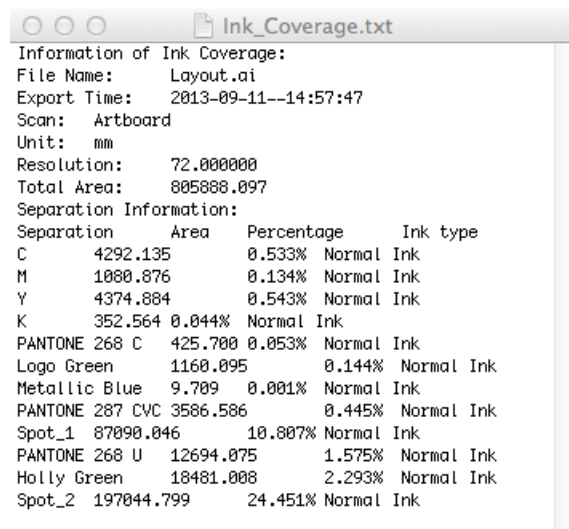 Ink_Coverage.txt
Information of Ink Coverage:
File Name: Layout.ai
Export Time: 2013-09-11--14:57:47
Scan: Artboard
Unit: mm
Resolution: 72.000000
Total Area: 805888.097
Separation Information:
Separation Area Percentage Ink type
C 4292.135 0.533% Normal Ink
M 1080.876 0.134% Normal Ink
Y 4374.884 0.543% Normal Ink
K 352.564 0.044% Normal Ink
PANTONE 268 C 425.700 0.053% Normal Ink
Logo Green 1160.095 0.144% Normal Ink
Metallic Blue 9.709 0.001% Normal Ink
PANTONE 287 CVC 3586.586 0.445% Normal Ink
Spot_1 87090.046 10.807% Normal Ink
PANTONE 268 U 12694.075 1.575% Normal Ink
Holly Green 18481.008 2.293% Normal Ink
Spot_2 197044.799 24.451% Normal Ink